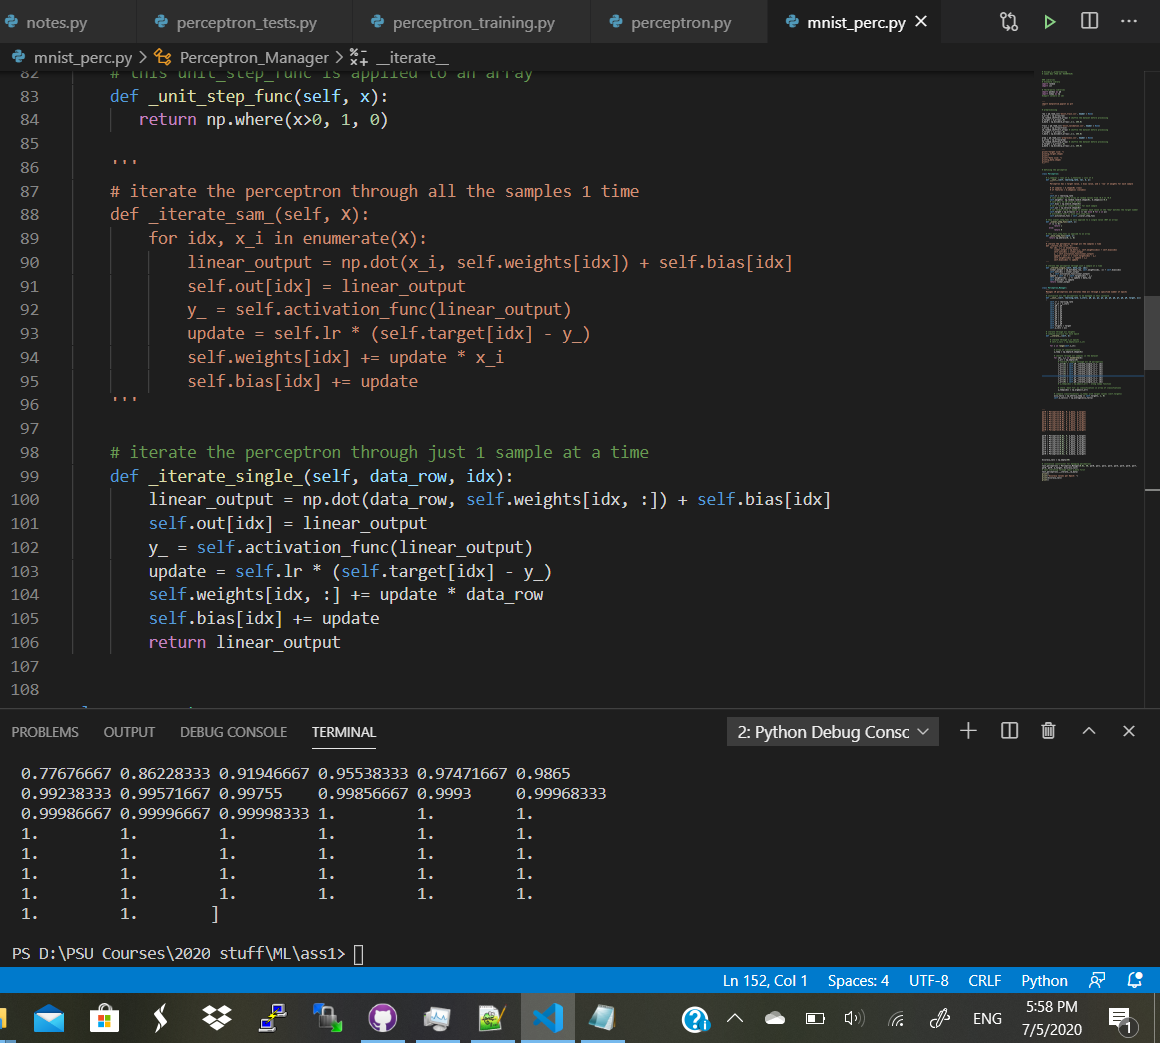 notes.py perceptron_tests.py perceptron_training.py perceptron.py mnist_perc.py
mnist_perc.py > Perceptron_Manager > __iterate__
82 # this unit_step_func is applied to an array
83 def _unit_step_func(self, x):
84 return np.where(x>0, 1, 0)
85
86 '''
87 # iterate the perceptron through all the samples 1 time
88 def _iterate_sam_(self, X):
89 for idx, x_i in enumerate(X):
90 linear_output = np.dot(x_i, self.weights[idx]) + self.bias[idx]
91 self.out[idx] = linear_output
92 y_ = self.activation_func(linear_output)
93 update = self.lr * (self.target[idx] - y_)
94 self.weights[idx] += update * x_i
95 self.bias[idx] += update
96 '''
97
98 # iterate the perceptron through just 1 sample at a time
99 def _iterate_single_(self, data_row, idx):
100 linear_output = np.dot(data_row, self.weights[idx, :]) + self.bias[idx]
101 self.out[idx] = linear_output
102 y_ = self.activation_func(linear_output)
103 update = self.lr * (self.target[idx] - y_)
104 self.weights[idx, :] += update * data_row
105 self.bias[idx] += update
106 return linear_output
107
108
PROBLEMS OUTPUT DEBUG CONSOLE TERMINAL 2: Python Debug Consc
0.77676667 0.86228333 0.91946667 0.95538333 0.97471667 0.9865
0.99238333 0.99571667 0.99755 0.99856667 0.9993 0.99968333
0.99986667 0.99996667 0.99998333 1. 1. 1.
1. 1. 1. 1. 1. 1.
1. 1. 1. 1. 1. 1.
1. 1. 1. 1. 1. 1.
1. 1. 1. 1. 1. 1.
1. 1. ]
PS D:\PSU Courses\2020 stuff\ML\ass1>
Ln 152, Col 1 Spaces: 4 UTF-8 CRLF Python
ENG
5:58 PM
7/5/2020
1